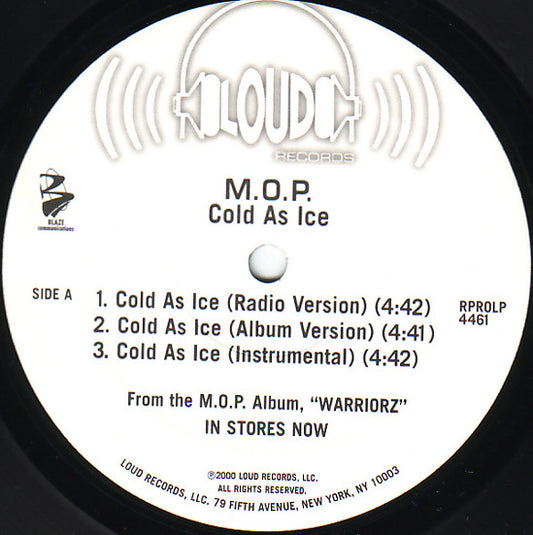 LOUD
RECORDS
M.O.P.
Cold As Ice
BLAZE
communications
SIDE A
1. Cold As Ice (Radio Version) (4:42)
2. Cold As Ice (Album Version) (4:41)
3. Cold As Ice (Instrumental) (4:42)
RPROLP
4461
From the M.O.P. Album, “WARRIORZ”
IN STORES NOW
℗2000 LOUD RECORDS, LLC.
ALL RIGHTS RESERVED.
LOUD RECORDS, LLC. 79 FIFTH AVENUE, NEW YORK, NY 10003